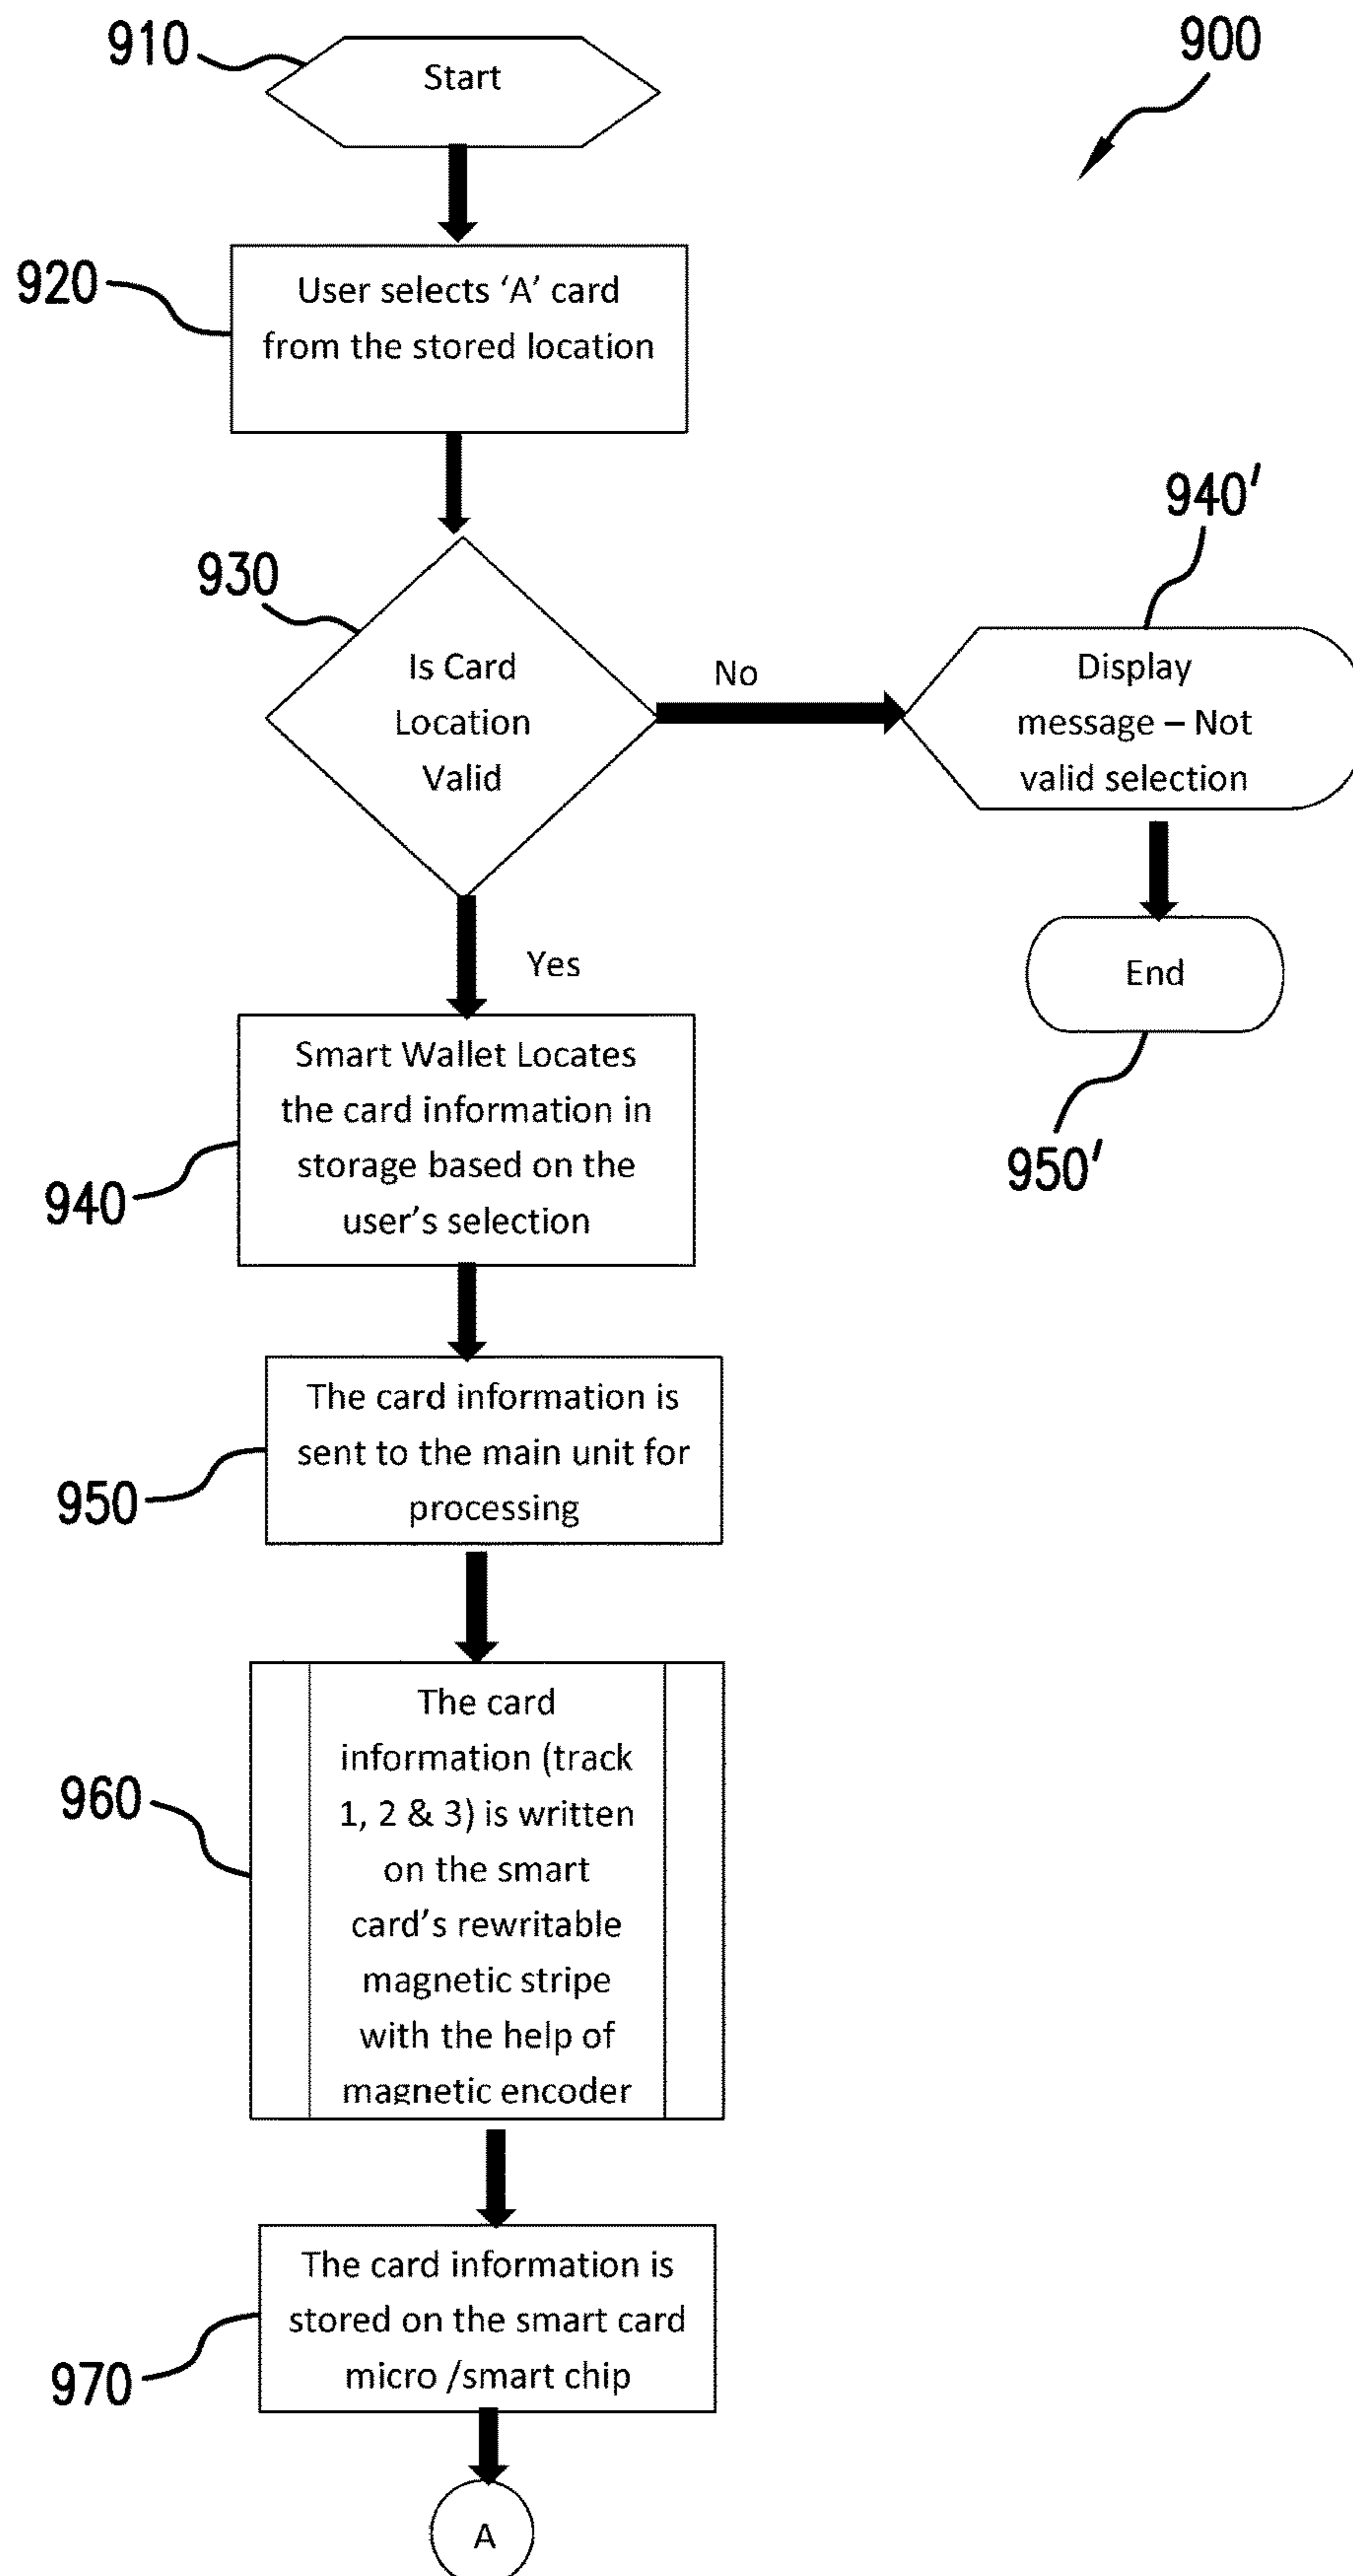 910
Start
900
920
User selects ‘A’ card
from the stored location
930
Is Card
Location
Valid
No
940'
Display
message – Not
valid selection
Yes
End
950'
940
Smart Wallet Locates
the card information in
storage based on the
user’s selection
950
The card information is
sent to the main unit for
processing
960
The card
information (track
1, 2 & 3) is written
on the smart
card’s rewritable
magnetic stripe
with the help of
magnetic encoder
970
The card information is
stored on the smart card
micro /smart chip
A